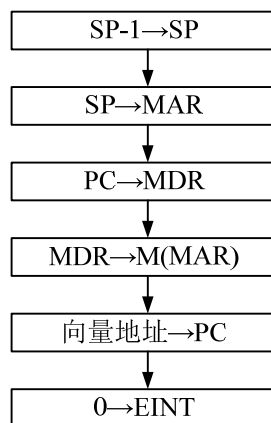 SP-1→SP
SP→MAR
PC→MDR
MDR→M(MAR)
向量地址→PC
0→EINT